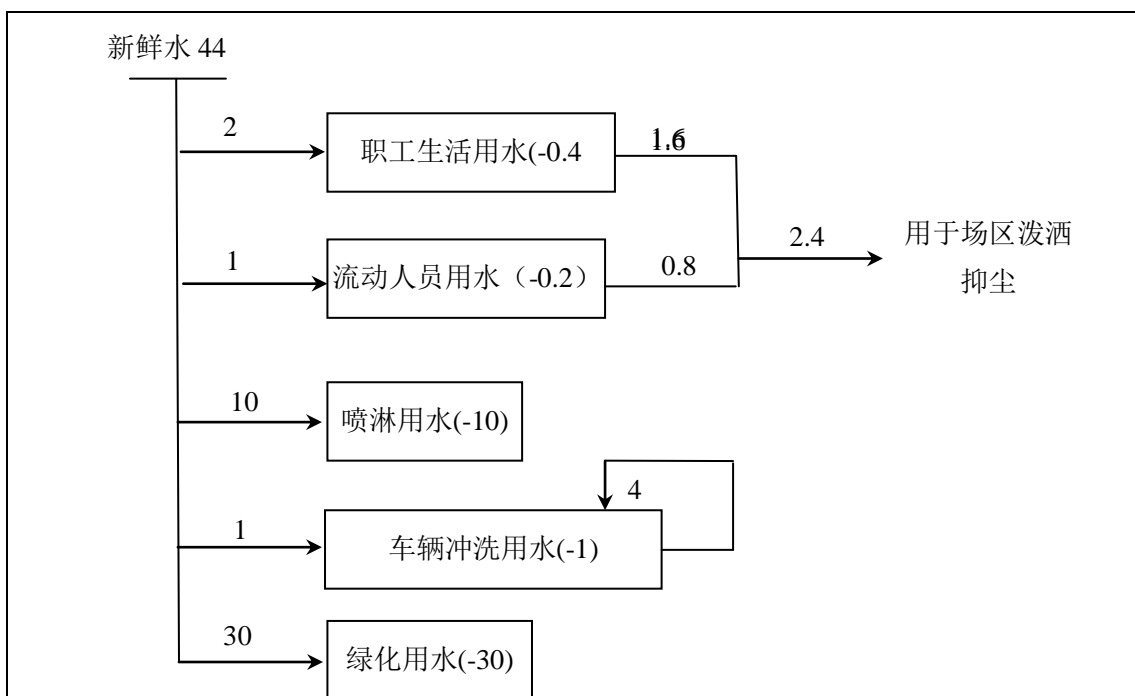 新鲜水 44
2
职工生活用水(-0.4
1.6
1
流动人员用水（-0.2）
0.8
2.4
用于场区泼洒
抑尘
10
喷淋用水(-10)
1
车辆冲洗用水(-1)
4
30
绿化用水(-30)